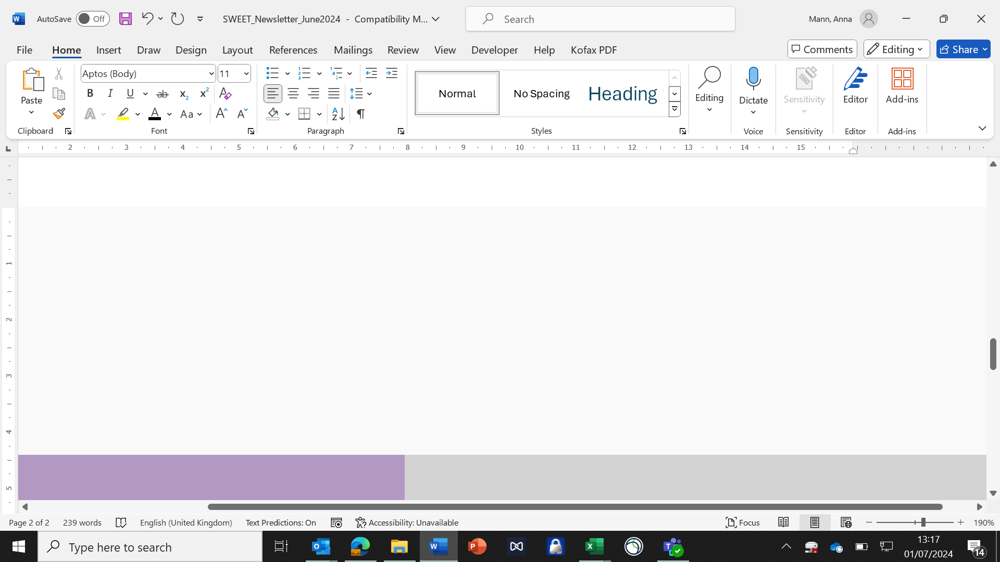 AutoSave Off SWEET_Newsletter_June2024 - Compatibility M... Search Mann, Anna
File Home Insert Draw Design Layout References Mailings Review View Developer Help Kofax PDF Comments Editing Share
Paste
Clipboard
Aptos (Body) 11
B I U ab x2 x2 A
A A Aa A A
Font
Paragraph
Normal No Spacing Heading
Styles
Editing
Dictate
Voice
Sensitivity
Sensitivity
Editor
Editor
Add-ins
Add-ins
2 3 4 5 6 7 8 9 10 11 12 13 14 15
1
2
3
4
5
Page 2 of 2 239 words English (United Kingdom) Text Predictions: On Accessibility: Unavailable Focus 190%
Type here to search
13:17
01/07/2024
14